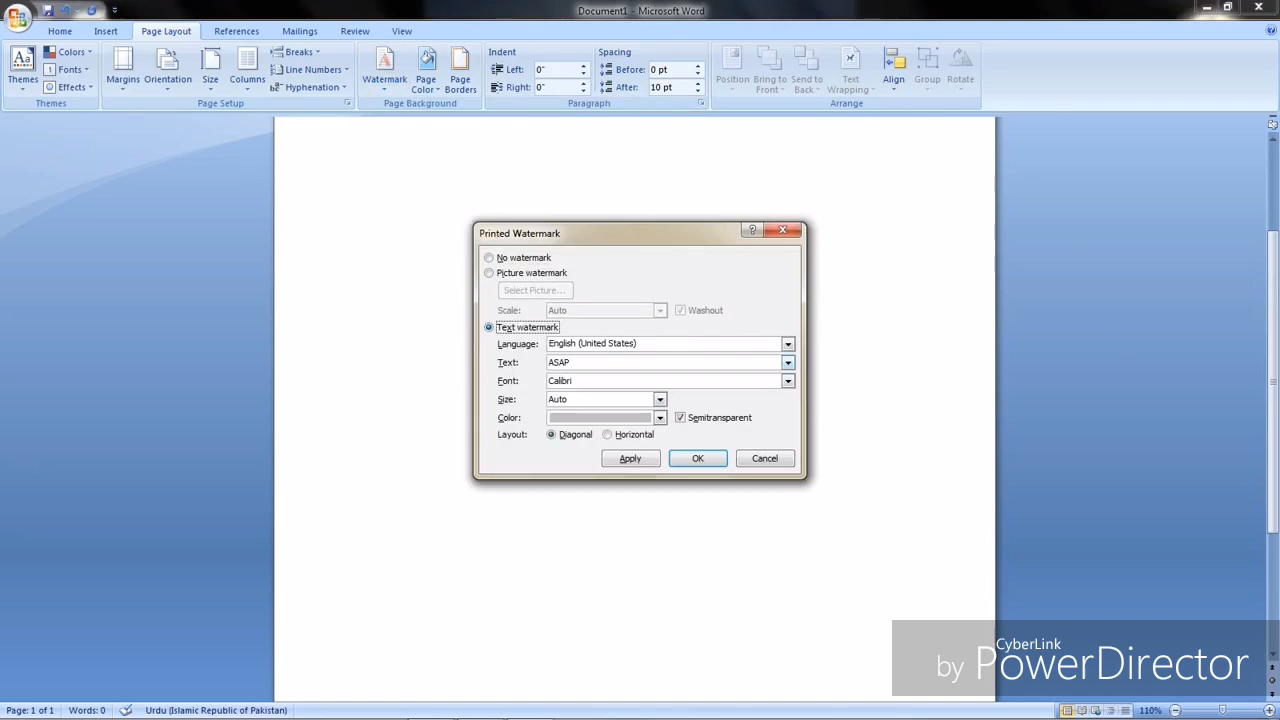 Document1 - Microsoft Word
Home Insert Page Layout References Mailings Review View
Themes Colors Fonts Effects Themes
Margins Orientation Size Columns Breaks Line Numbers Hyphenation Page Setup
Watermark Page Color Page Borders Page Background
Indent Left: 0" Right: 0" Spacing Before: 0 pt After: 10 pt Paragraph
Position Bring to Front Send to Back Text Wrapping Align Group Rotate Arrange
Printed Watermark
No watermark
Picture watermark
Select Picture...
Scale: Auto Washout
Text watermark
Language: English (United States)
Text: ASAP
Font: Calibri
Size: Auto
Color: Semitransparent
Layout: Diagonal Horizontal
Apply OK Cancel
CyberLink
by PowerDirector
Page: 1 of 1 Words: 0 Urdu (Islamic Republic of Pakistan) 110%